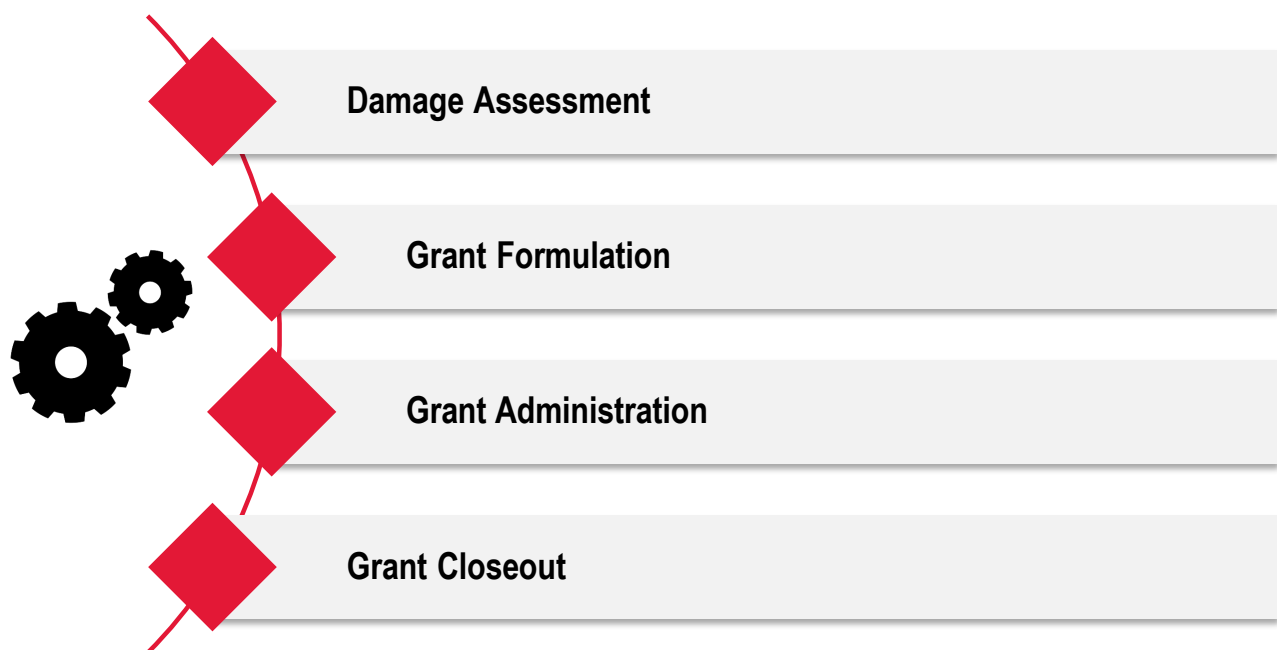 Damage Assessment
Grant Formulation
Grant Administration
Grant Closeout